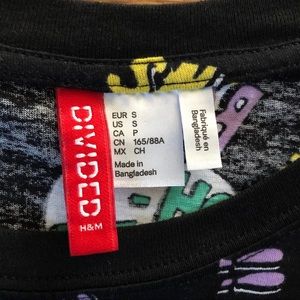 DIVIDED
H&M
EUR S
US S
CA P
CN 165/88A
MX CH
Made in
Bangladesh
Fabriqué en
Bangladesh